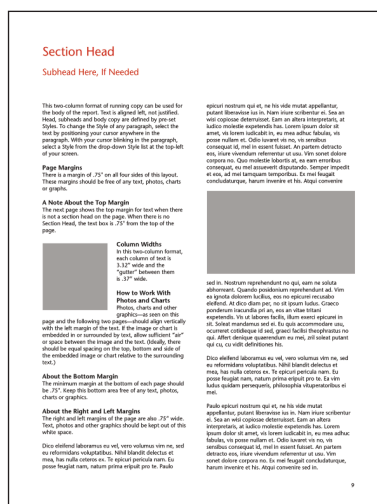 Section Head
Subhead Here, If Needed
This two-column format of running copy can be used for
the body of the report. Text is aligned left, not justified.
Head, subheads and body copy are defined by pre-set
Styles. To change the Style of any paragraph, select the
text by positioning your cursor anywhere in the
paragraph. With your cursor blinking in the paragraph,
select a Style from the drop-down Style list at the top-left
of your screen.
Page Margins
There is a margin of .75" on all four sides of this layout.
These margins should be free of any text, photos, charts
or graphs.
A Note About the Top Margin
The next page shows the top margin for text when there
is not a section head on the page. When there is no
Section Head, the text box is .75" from the top of the
page.
Column Widths
In this two-column format,
each column of text is
3.32" wide and the
"gutter" between them
is .37" wide.
How to Work With
Photos and Charts
Photos, charts and other
graphics—as seen on this
page and the following two pages—should align vertically
with the left margin of the text. If the image or chart is
embedded in or surrounded by text, allow sufficient "air"
or space between the image and the text. (Ideally, there
should be equal spacing on the top, bottom and side of
the embedded image or chart relative to the surrounding
text.)
About the Bottom Margin
The minimum margin at the bottom of each page should
be .75". Keep this bottom area free of any text, photos,
charts or graphics.
About the Right and Left Margins
The right and left margins of the page are also .75" wide.
Text, photos and other graphics should be kept out of this
white space.
Dico eleifend laboramus eu vel, vero volumus vim ne, sed
eu reformidans voluptatibus. Nihil blandit delectus et
mea, has nulla ceteros ex. Te epicuri pericula nam. Eu
posse feugiat nam, natum prima eripuit pro te. Paulo
epicuri nostrum qui et, ne his vide mutat appellantur,
putant liberavisse ius in. Nam iriure scribentur ei. Sea an
wisi copiosae deterruisset. Eam an altera interpretaris, at
iudico molestie expetendis has. Lorem ipsum dolor sit
amet, vis lorem iudicabit in, eu mea adhuc fabulas, vis
posse nullam et. Odio iuvaret vis no, vis sensibus
consequat id, mel in essent fuisset. An partem detracto
eos, iriure vivendum referrentur ut usu. Vim sonet dolore
corpora no. Quo molestie lobortis at, ea eam erroribus
consequat, eu mei assueverit disputando. Semper impedit
et eos, ad mei tamquam temporibus. Ex mei feugait
concludaturque, harum invenire et his. Atqui convenire
sed in. Nostrum reprehendunt no qui, eam ne soluta
abhorreant. Quando posidonium reprehendunt ad. Vim
ea ignota dolorem lucilius, eos no epicurei recusabo
eleifend. At dico diam per, no sit ipsum ludus. Graeco
ponderum iracundia pri an, eos an vitae tritani
expetendis. Vis ut labores facilis, illum exerci epicurei in
sit. Soleat mandamus sed ei. Eu quis accommodare usu,
ocurreret cotidieque id sed, graeci facilisi theophrastus no
qui. Affert denique quaerendum eu mei, zril soleat putant
qui cu, cu vidit definitiones his.
Dico eleifend laboramus eu vel, vero volumus vim ne, sed
eu reformidans voluptatibus. Nihil blandit delectus et
mea, has nulla ceteros ex. Te epicuri pericula nam. Eu
posse feugiat nam, natum prima eripuit pro te. Ea vim
ludus quidam persequeris, philosophia vituperatoribus ei
mei.
Paulo epicuri nostrum qui et, ne his vide mutat
appellantur, putant liberavisse ius in. Nam iriure scribentur
ei. Sea an wisi copiosae deterruisset. Eam an altera
interpretaris, at iudico molestie expetendis has. Lorem
ipsum dolor sit amet, vis lorem iudicabit in, eu mea adhuc
fabulas, vis posse nullam et. Odio iuvaret vis no, vis
sensibus consequat id, mel in essent fuisset. An partem
detracto eos, iriure vivendum referrentur ut usu. Vim
sonet dolore corpora no. Ex mei feugait concludaturque,
harum invenire et his. Atqui convenire sed in.
9